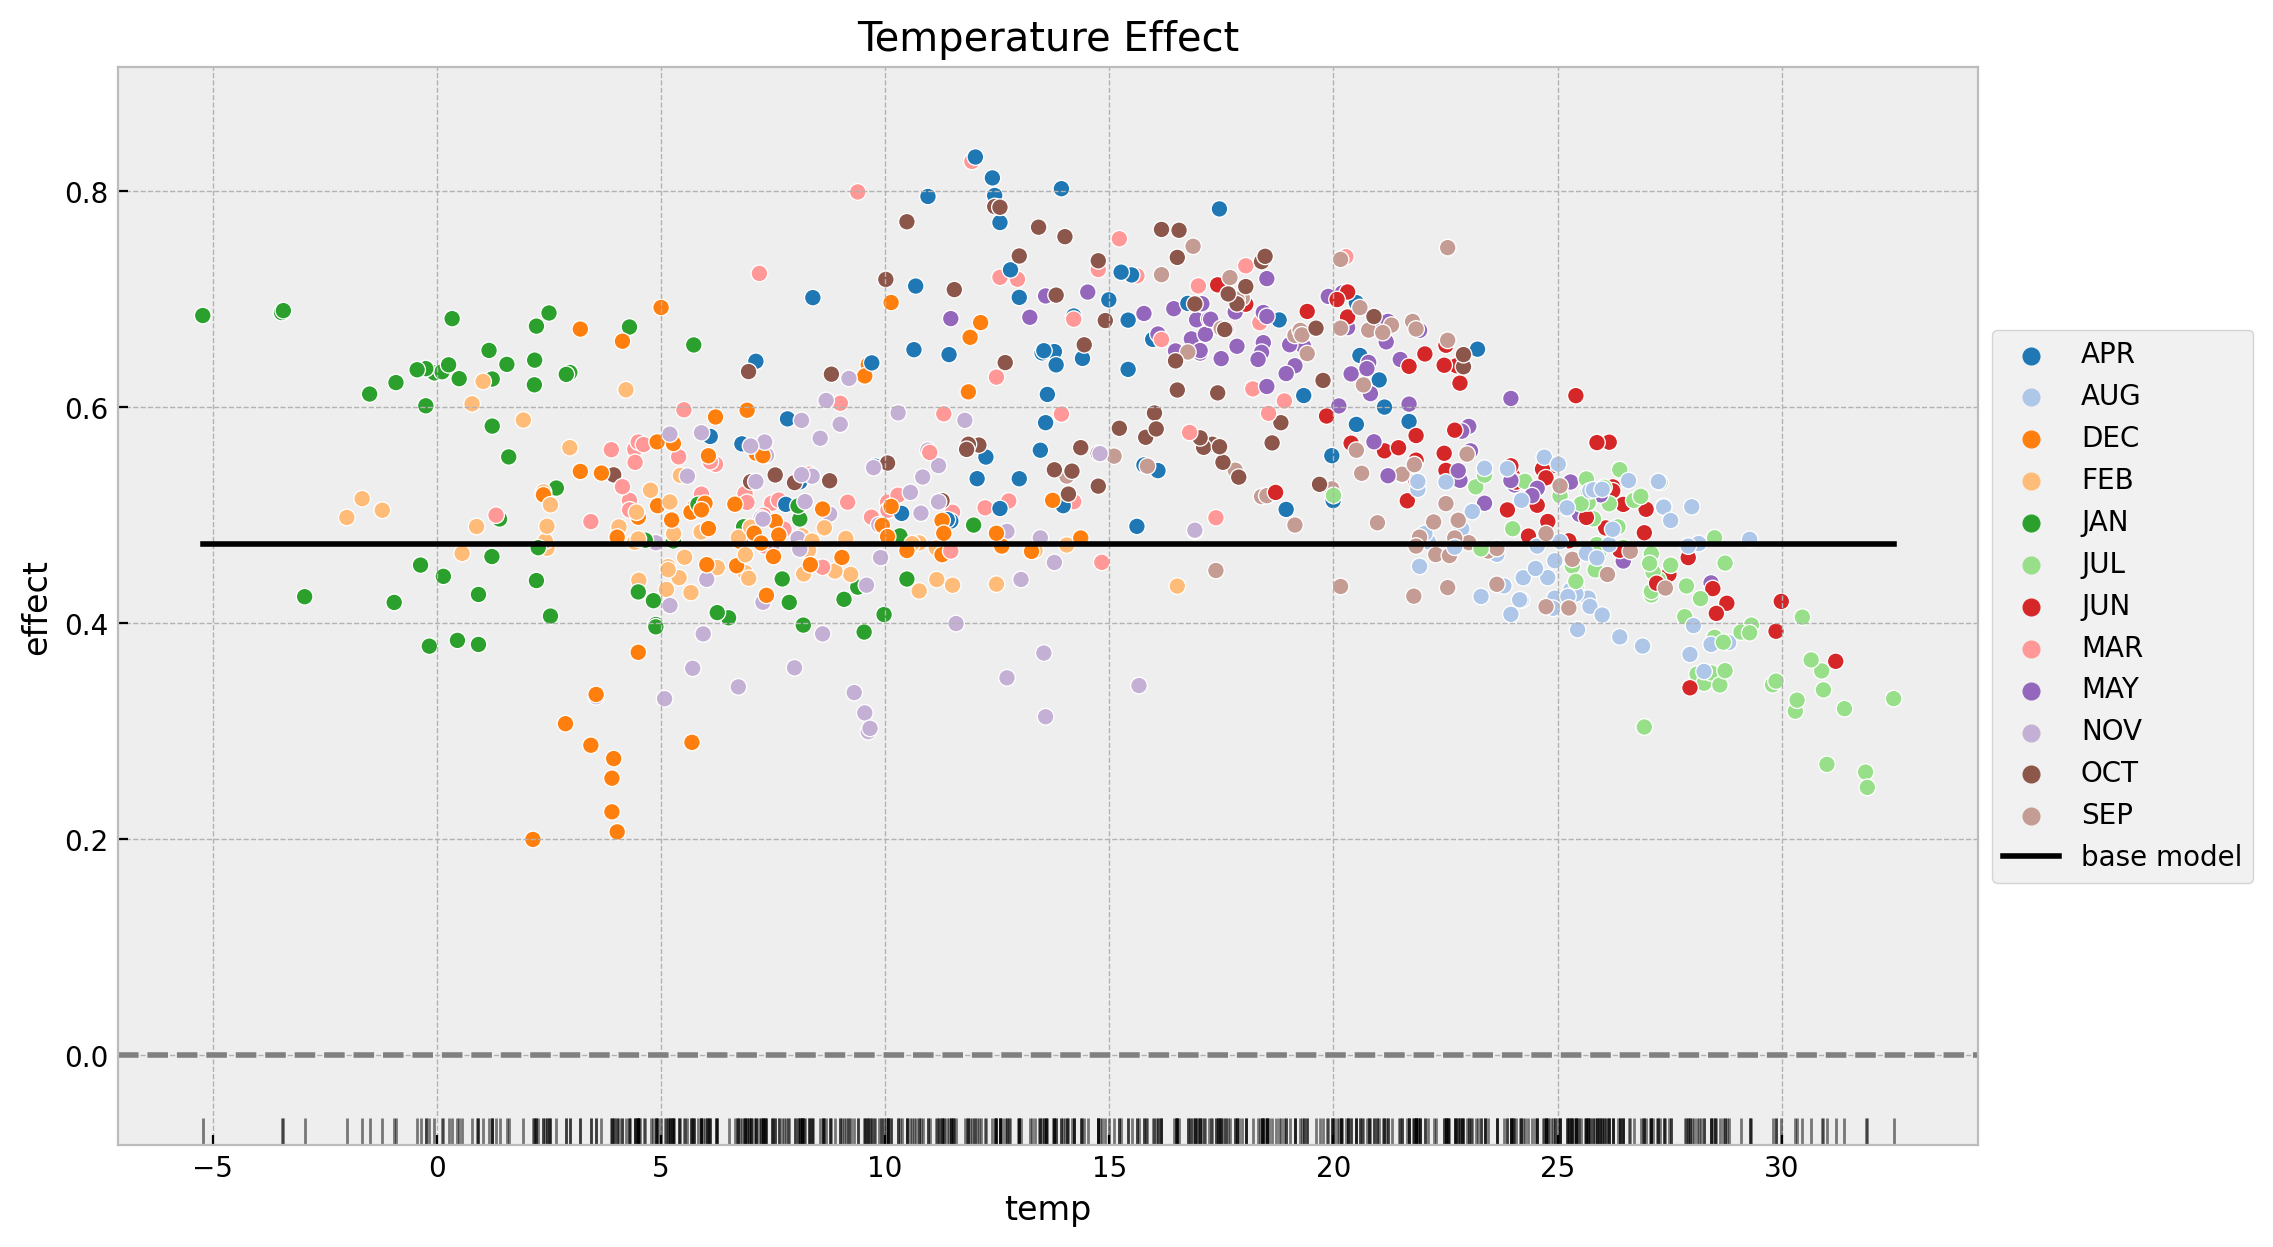 Temperature Effect
effect
0.8
0.6
0.4
0.2
0.0
−5
0
5
10
15
20
25
30
temp
APR
AUG
DEC
FEB
JAN
JUL
JUN
MAR
MAY
NOV
OCT
SEP
base model